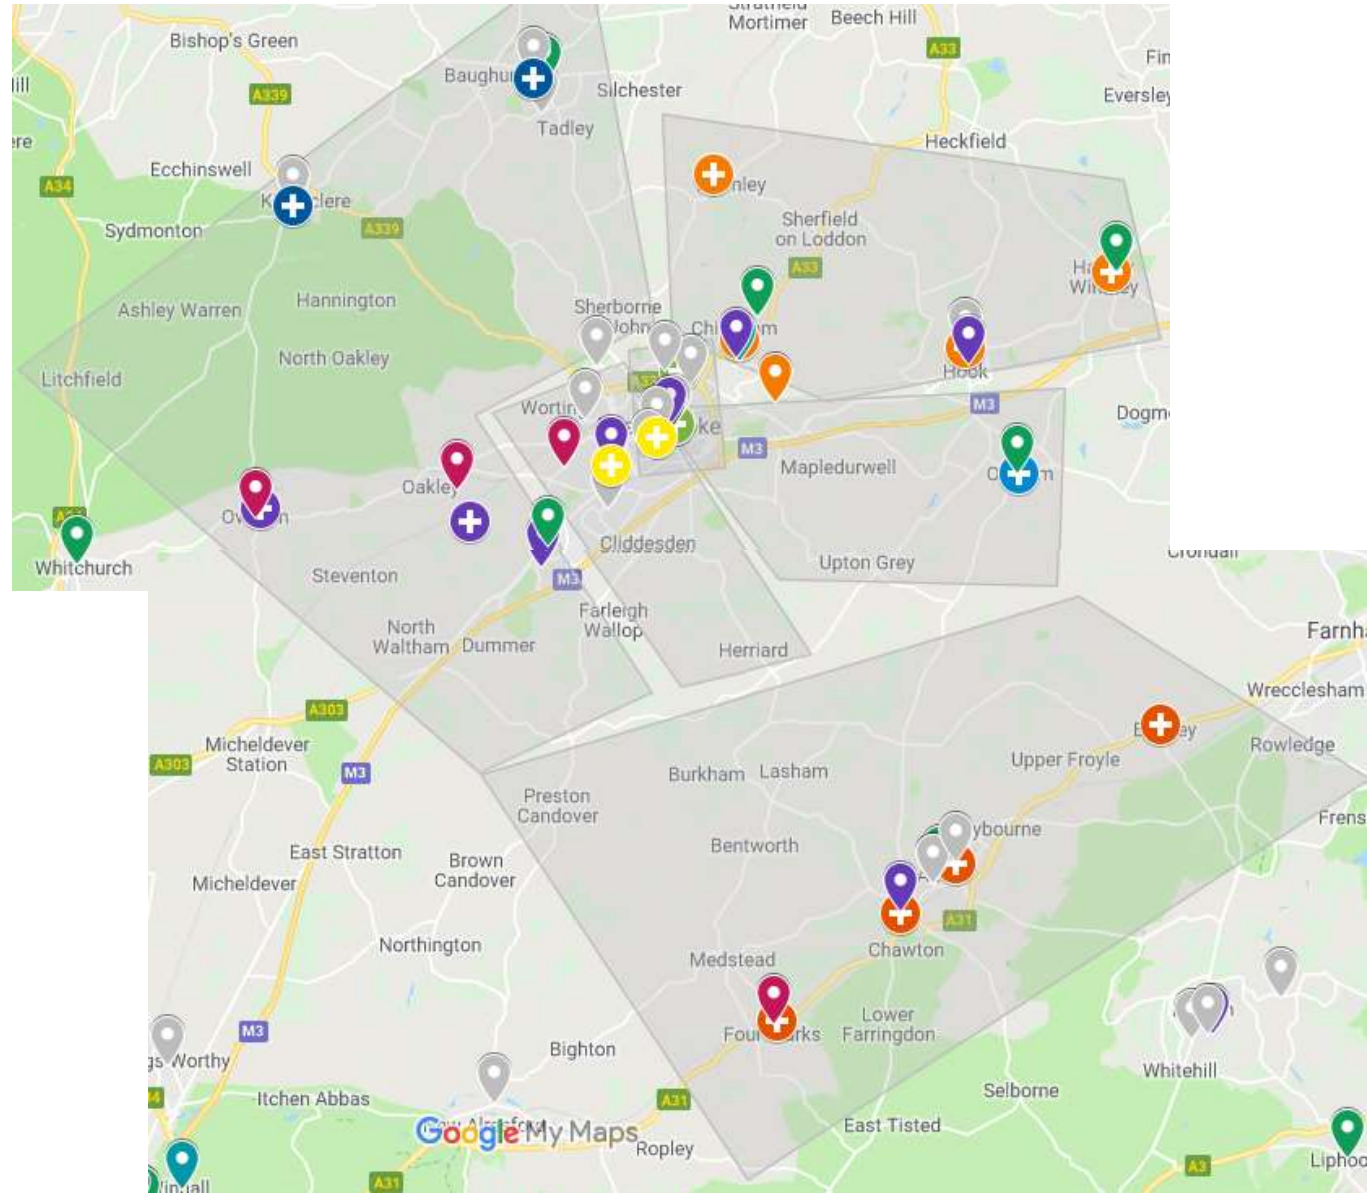 Mortimer
Beech Hill
Bishop's Green
A33
A339
Silchester
Eversley
Tadley
Heckfield
Ecchinswell
A34
Sydmonton
A339
Sherfield
on Loddon
A33
Ashley Warren
Hannington
Sherborne
North Oakley
Litchfield
M3
Oakley
M3
Mapledurwell
Whitchurch
Cliddesden
Upton Grey
Steventon
M3
Farleigh
Wallop
North
Waltham
Dummer
Herriard
Wrecclesham
A303
Micheldever
Station
A303
M3
Rowledge
Upper Froyle
Burkham
Lasham
Preston
Candover
Bentworth
East Stratton
Brown
Candover
Micheldever
A31
Northington
Chawton
Medstead
Lower
Farringdon
M3
Bighton
Whitehill
Selborne
Itchen Abbas
A31
East Tisted
Google My Maps
Ropley
A3
A31